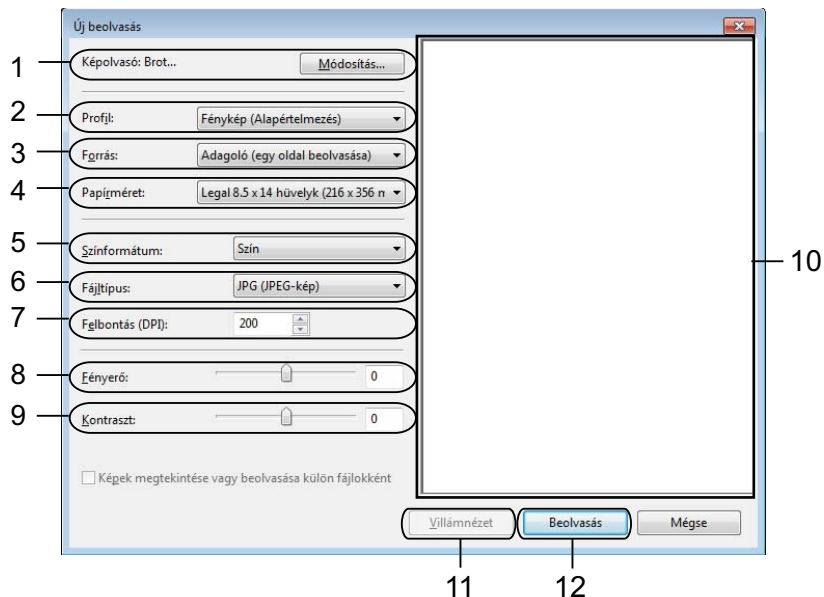 Új beolvasás
1 Képolvasó: Brot... Módosítás...
2 Profil: Fénykép (Alapértelmezés)
3 Forrás: Adagoló (egy oldal beolvasása)
4 Papírméret: Legal 8.5 x 14 hüvelyk (216 x 356 m
5 Színformátum: Szín
10
6 Fájltípus: JPG (JPEG-kép)
7 Felbontás (DPI): 200
8 Fényerő: 0
9 Kontraszt: 0
Képek megtekintése vagy beolvasása külön fájlokként
Villámnézet Beolvasás Mégse
11 12